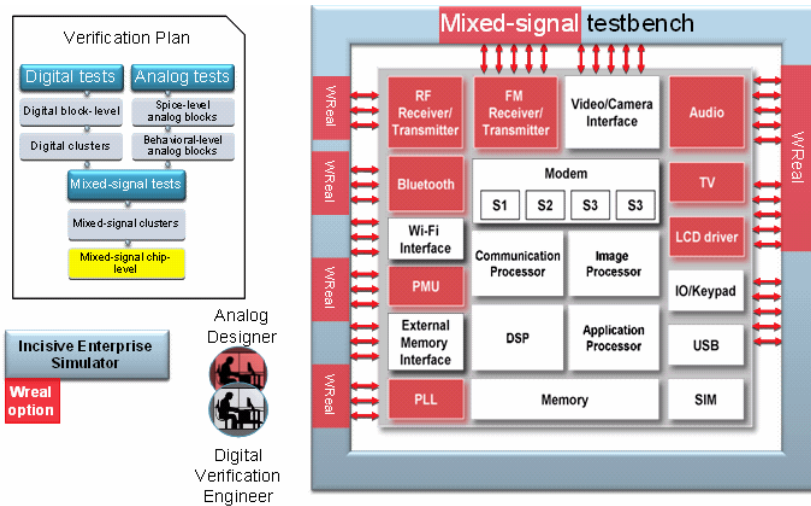 Verification Plan
Digital tests
Analog tests
Digital block-level
Spice-level
analog blocks
Digital clusters
Behavioral-level
analog blocks
Mixed-signal tests
Mixed-signal clusters
Mixed-signal chip-
level
Incisive Enterprise
Simulator
Wreal
option
Analog
Designer
Digital
Verification
Engineer
Mixed-signal testbench
WReal
WReal
WReal
WReal
WReal
RF
Receiver/
Transmitter
FM
Receiver/
Transmitter
Video/Camera
Interface
Audio
Bluetooth
Modem
S1
S2
S3
S3
TV
Wi-Fi
Interface
Communication
Processor
Image
Processor
LCD driver
PMU
IO/Keypad
External
Memory
Interface
DSP
Application
Processor
USB
PLL
Memory
SIM